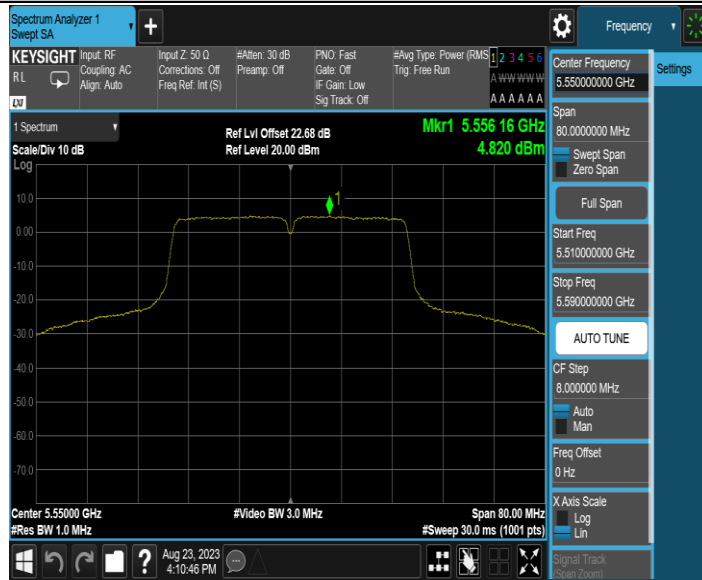 Spectrum Analyzer 1
Swept SA
+
Frequency
KEYSIGHT
RL
LXI
Input: RF
Coupling: AC
Align: Auto
Input Z: 50 Ω
Corrections: Off
Freq Ref: Int (S)
#Atten: 30 dB
Preamp: Off
PNO: Fast
Gate: Off
IF Gain: Low
Sig Track: Off
#Avg Type: Power (RMS
Trig: Free Run
1 2 3 4 5 6
A W W W W W
A A A A A A
1 Spectrum
Scale/Div 10 dB
Ref Lvl Offset 22.68 dB
Ref Level 20.00 dBm
Mkr1 5.556 16 GHz
4.820 dBm
Log
1
10.0
0.00
-10.0
-20.0
-30.0
-40.0
-50.0
-60.0
-70.0
Center 5.55000 GHz
#Res BW 1.0 MHz
#Video BW 3.0 MHz
Span 80.00 MHz
#Sweep 30.0 ms (1001 pts)
Aug 23, 2023
4:10:46 PM
?
Center Frequency
5.550000000 GHz
Settings
Span
80.0000000 MHz
Swept Span
Zero Span
Full Span
Start Freq
5.510000000 GHz
Stop Freq
5.590000000 GHz
AUTO TUNE
CF Step
8.000000 MHz
Auto
Man
Freq Offset
0 Hz
X Axis Scale
Log
Lin
Signal Track
(Span Zoom)